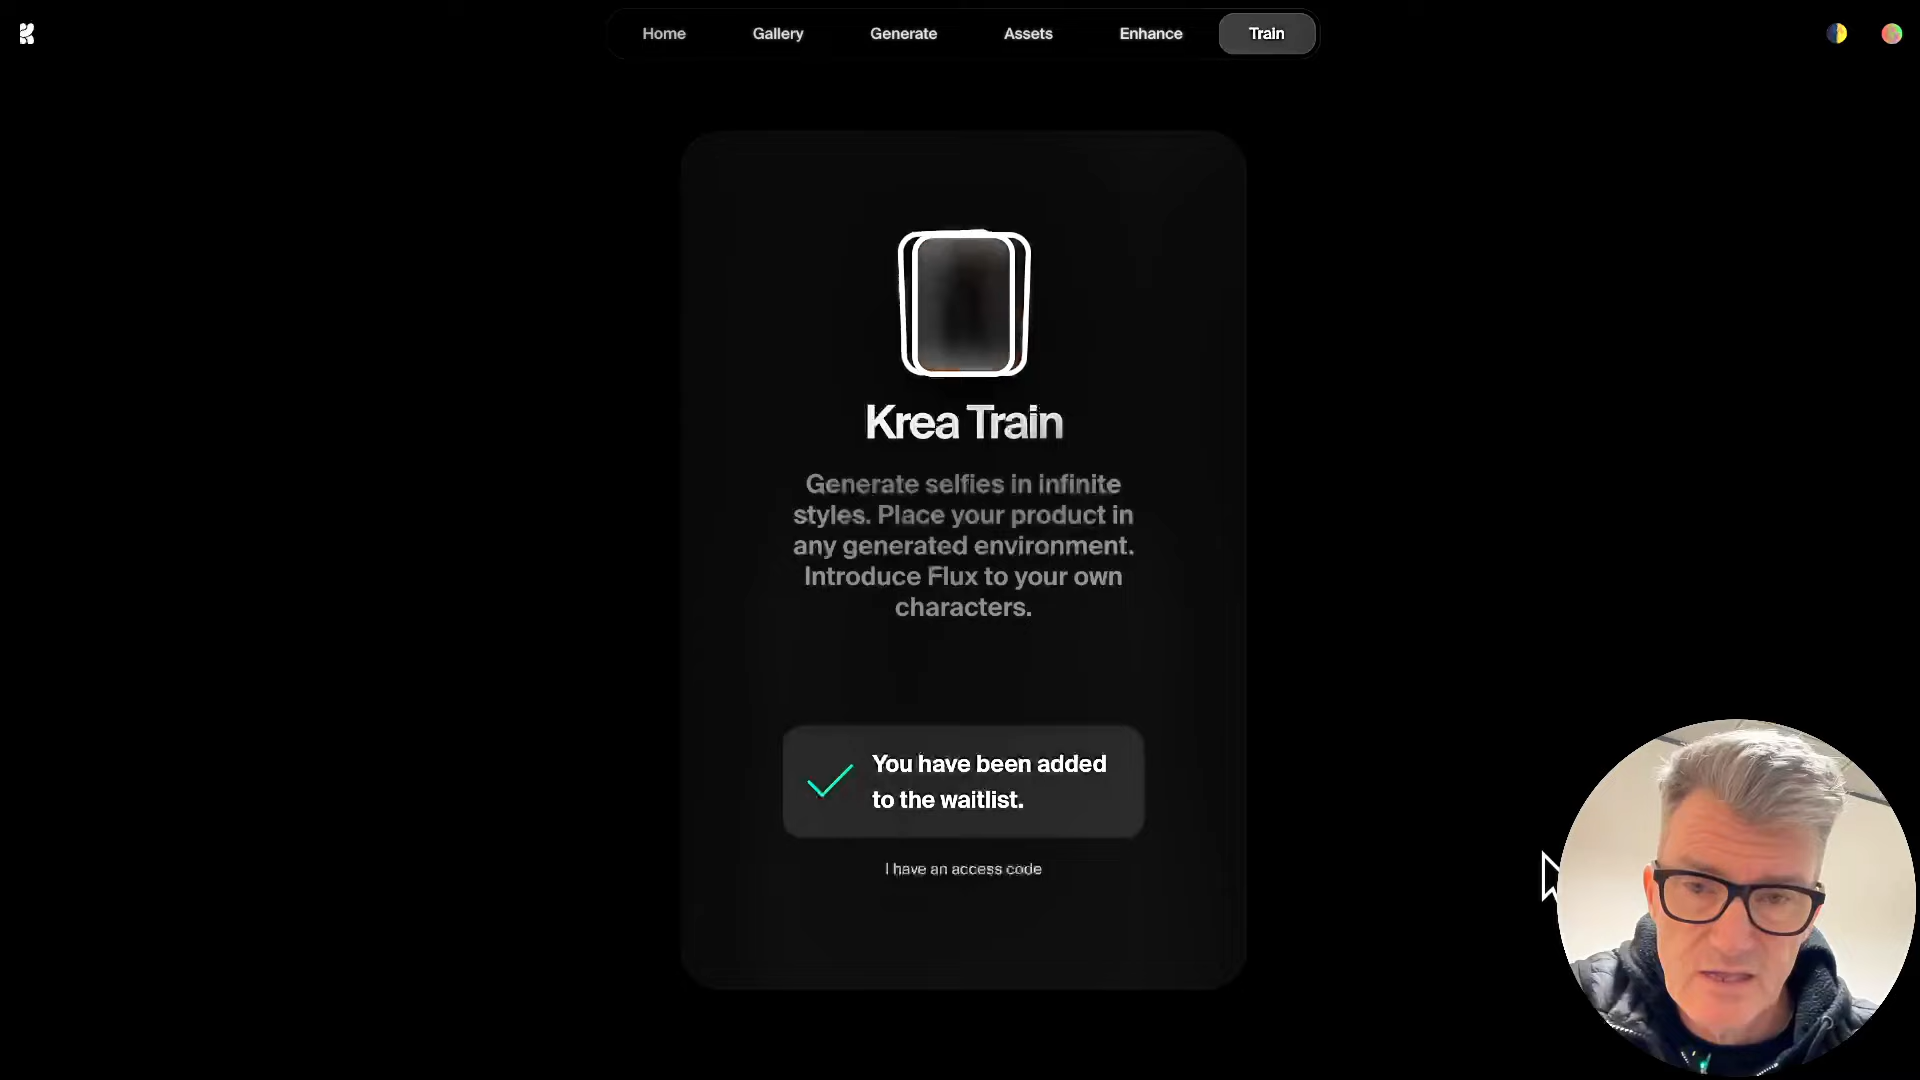 Home Gallery Generate Assets Enhance Train
Krea Train
Generate selfies in infinite
styles. Place your product in
any generated environment.
Introduce Flux to your own
characters.
You have been added
to the waitlist.
I have an access code